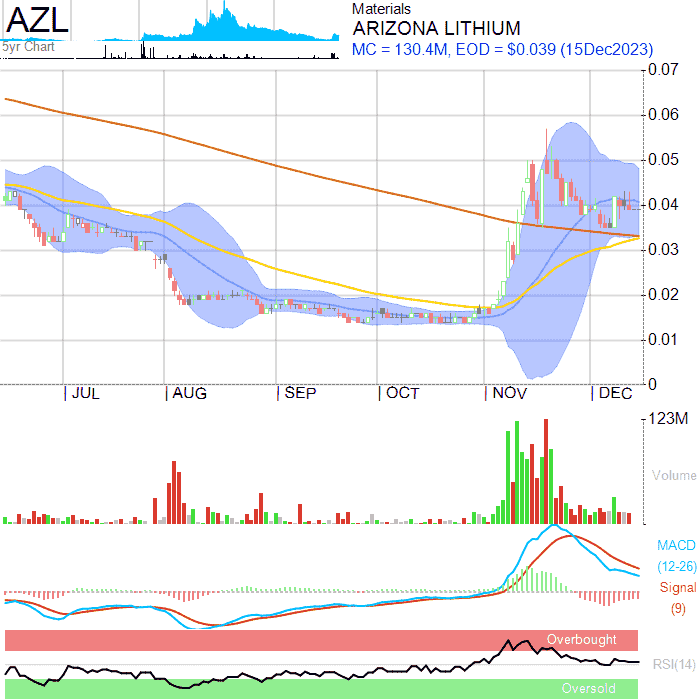 AZL
5yr Chart
Materials
ARIZONA LITHIUM
MC = 130.4M, EOD = $0.039 (15Dec2023)
0.07
0.06
0.05
0.04
0.03
0.02
0.01
0
JUL AUG SEP OCT NOV DEC
123M
Volume
MACD
(12-26)
Signal
(9)
Overbought
RSI(14)
Oversold